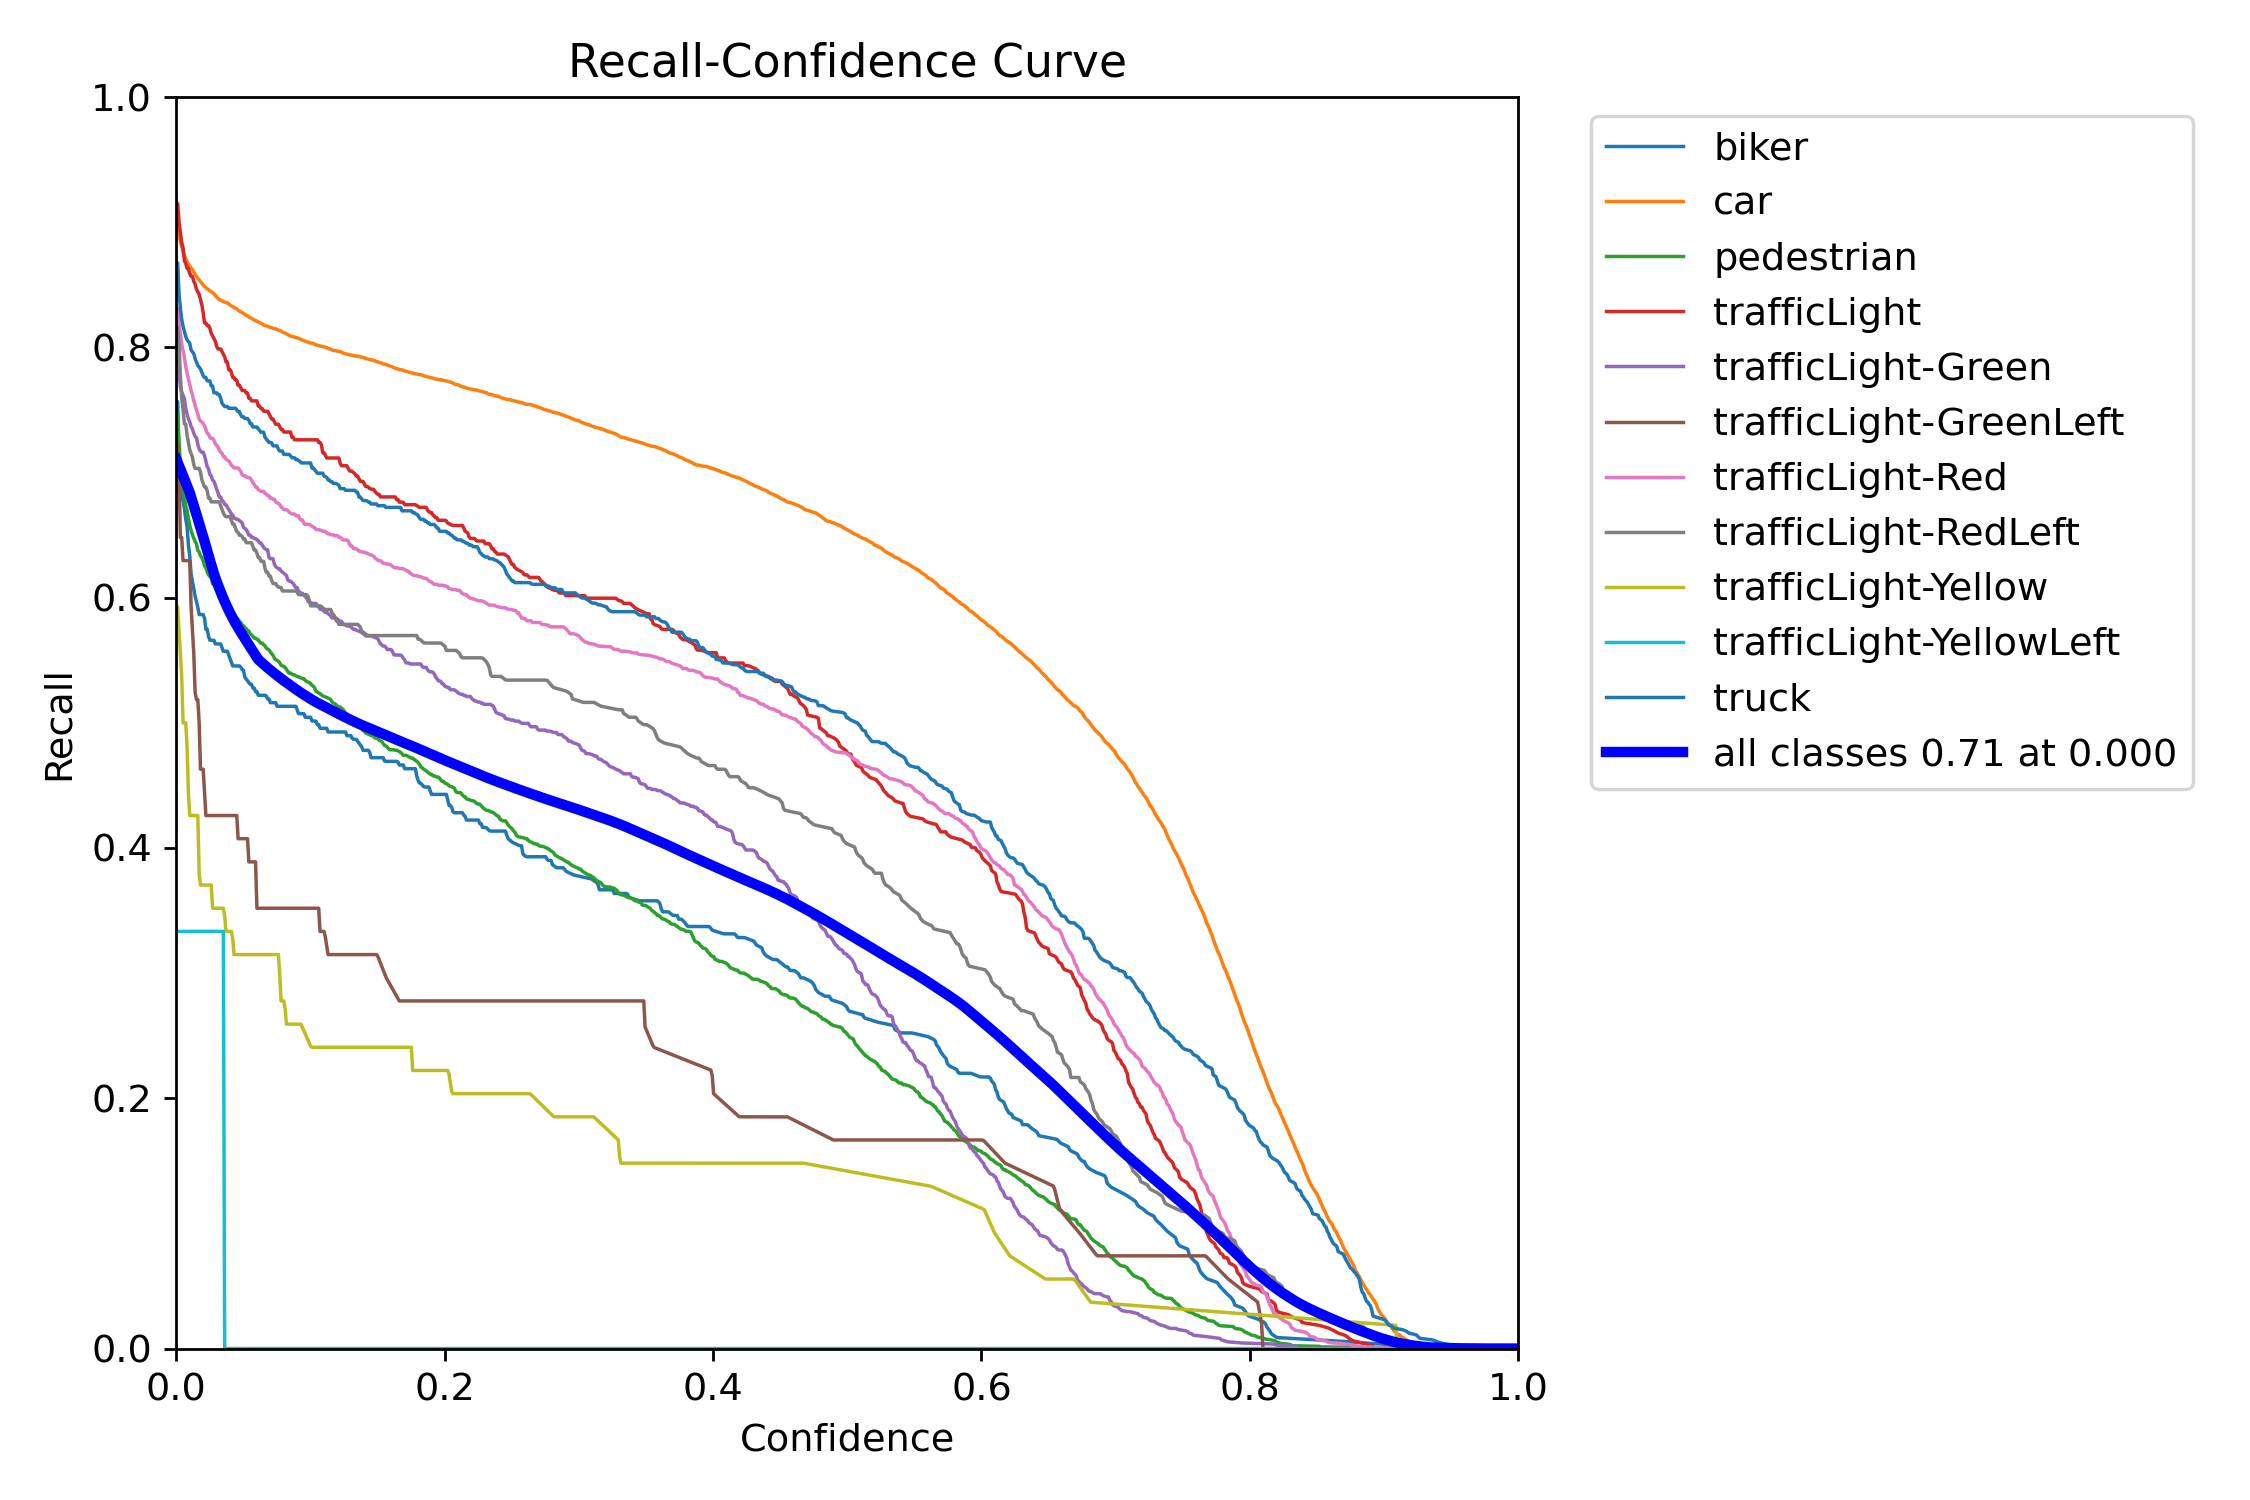 Recall-Confidence Curve
1.0
0.8
0.6
0.4
0.2
0.0
Recall
0.0 0.2 0.4 0.6 0.8 1.0
Confidence
biker
car
pedestrian
trafficLight
trafficLight-Green
trafficLight-GreenLeft
trafficLight-Red
trafficLight-RedLeft
trafficLight-Yellow
trafficLight-YellowLeft
truck
all classes 0.71 at 0.000